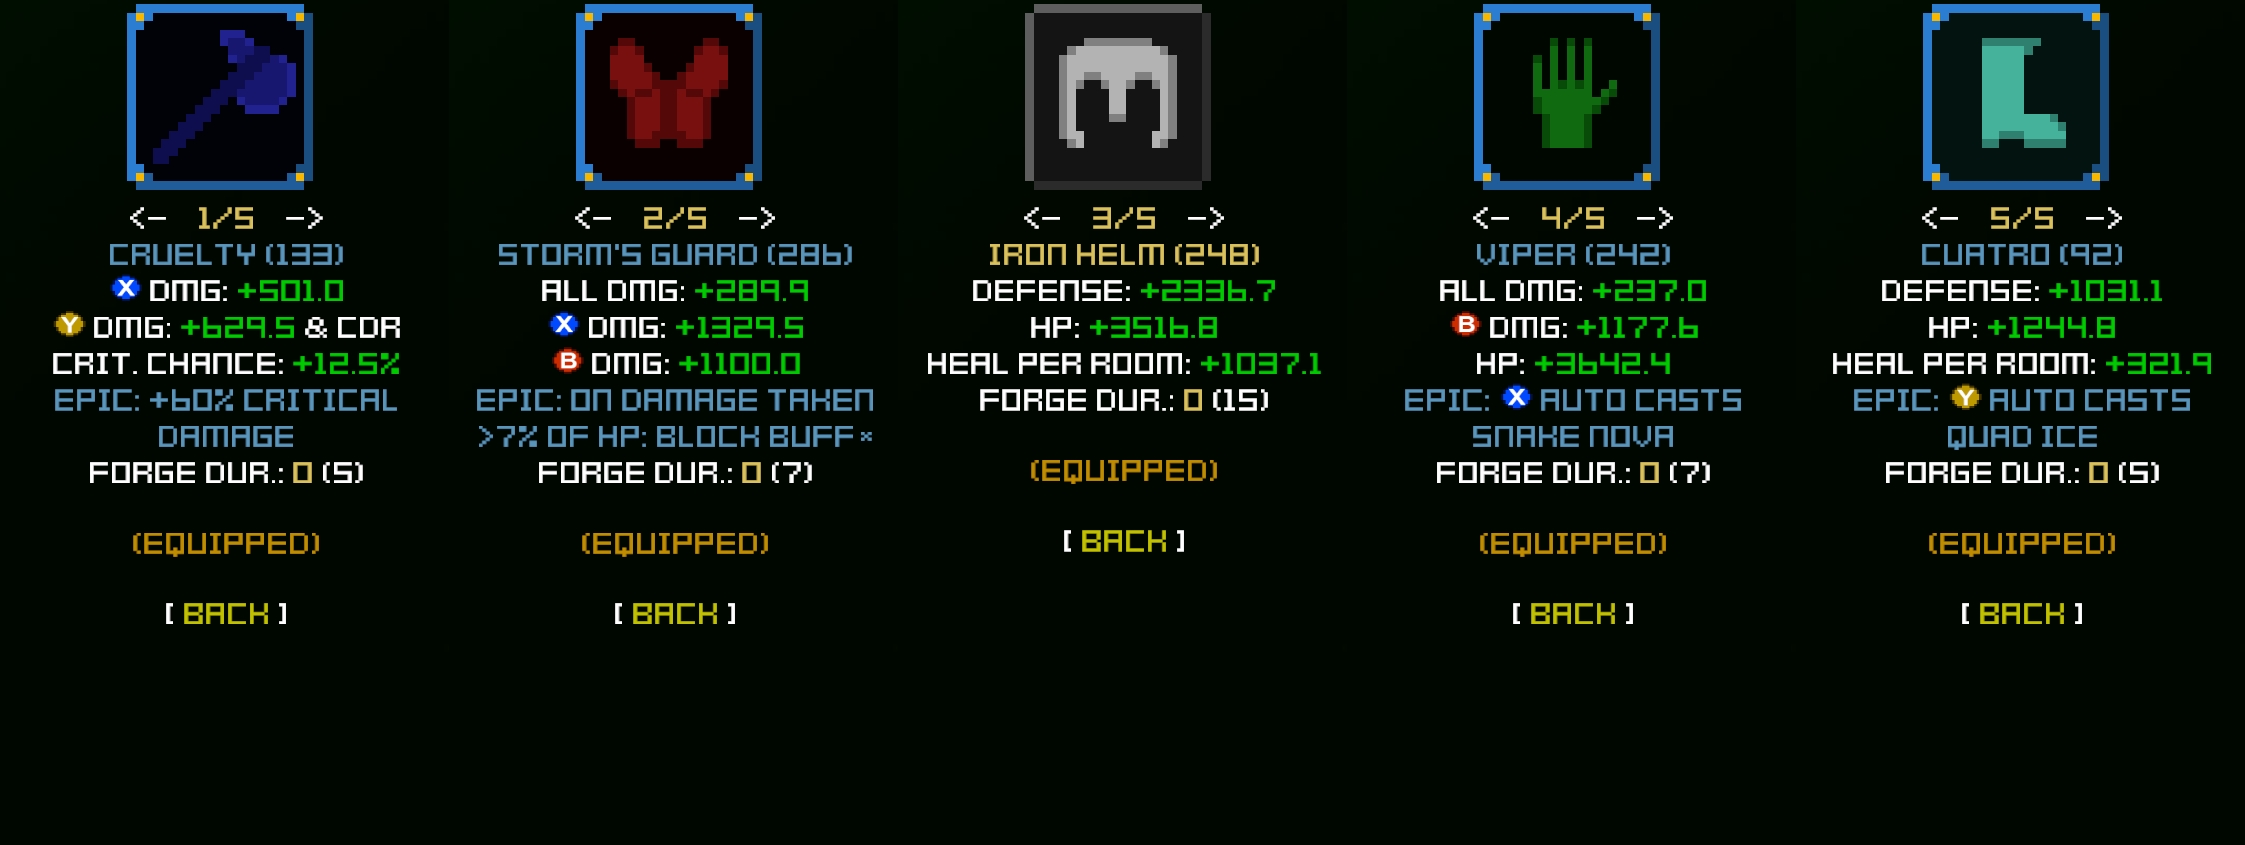 <- 1/5 ->
CRUELTY (133)
X DMG: +501.0
Y DMG: +629.5 & CDR
CRIT. CHANCE: +12.5%
EPIC: +60% CRITICAL
DAMAGE
FORGE DUR.: 0 (5)
(EQUIPPED)
[ BACK ]
<- 2/5 ->
STORM'S GUARD (286)
ALL DMG: +289.9
X DMG: +1329.5
B DMG: +1100.0
EPIC: ON DAMAGE TAKEN
>7% OF HP: BLOCK BUFF*
FORGE DUR.: 0 (7)
(EQUIPPED)
[ BACK ]
<- 3/5 ->
IRON HELM (248)
DEFENSE: +2336.7
HP: +3516.8
HEAL PER ROOM: +1037.1
FORGE DUR.: 0 (15)
(EQUIPPED)
[ BACK ]
<- 4/5 ->
VIPER (242)
ALL DMG: +237.0
B DMG: +1177.6
HP: +3642.4
EPIC: X AUTO CASTS
SNAKE NOVA
FORGE DUR.: 0 (7)
(EQUIPPED)
[ BACK ]
<- 5/5 ->
CUATRO (92)
DEFENSE: +1031.1
HP: +1244.8
HEAL PER ROOM: +321.9
EPIC: Y AUTO CASTS
QUAD ICE
FORGE DUR.: 0 (5)
(EQUIPPED)
[ BACK ]